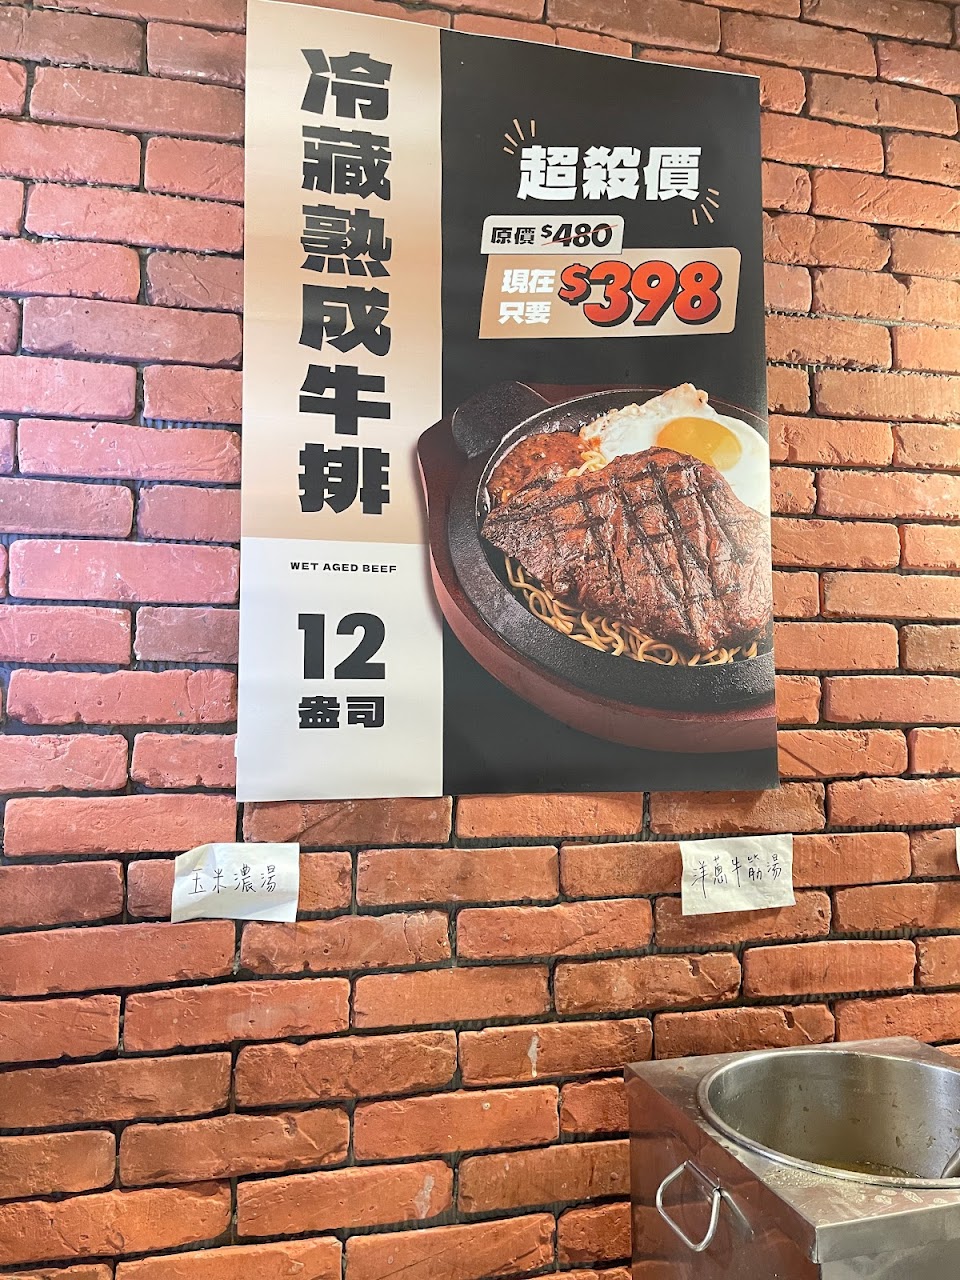 冷藏熟成牛排
WET AGED BEEF
12
盎司
超殺價
原價 $480
現在
只要
$398
玉米濃湯
洋蔥牛筋湯